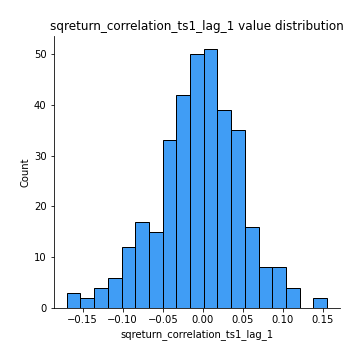 sqreturn_correlation_ts1_lag_1 value distribution
50
40
30
20
10
0
Count
−0.15 −0.10 −0.05 0.00 0.05 0.10 0.15
sqreturn_correlation_ts1_lag_1